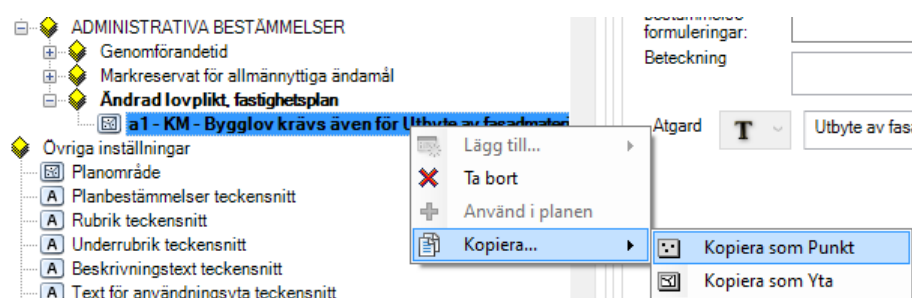 ADMINISTRATIVA BESTÄMMELSER
Genomförandetid
Markreservat för allmännyttiga ändamål
Ändrad lovplikt, fastighetsplan
a1 - KM - Bygglov krävs även för Utbyte av fasadmateri
Övriga inställningar
Planområde
A Planbestämmelser teckensnitt
A Rubrik teckensnitt
A Underrubrik teckensnitt
A Beskrivningstext teckensnitt
A Text för användningsyta teckensnitt
Lägg till...
Ta bort
Använd i planen
Kopiera...
Kopiera som Punkt
Kopiera som Yta
formuleringar:
Beteckning
Atgard
T
Utbyte av fas